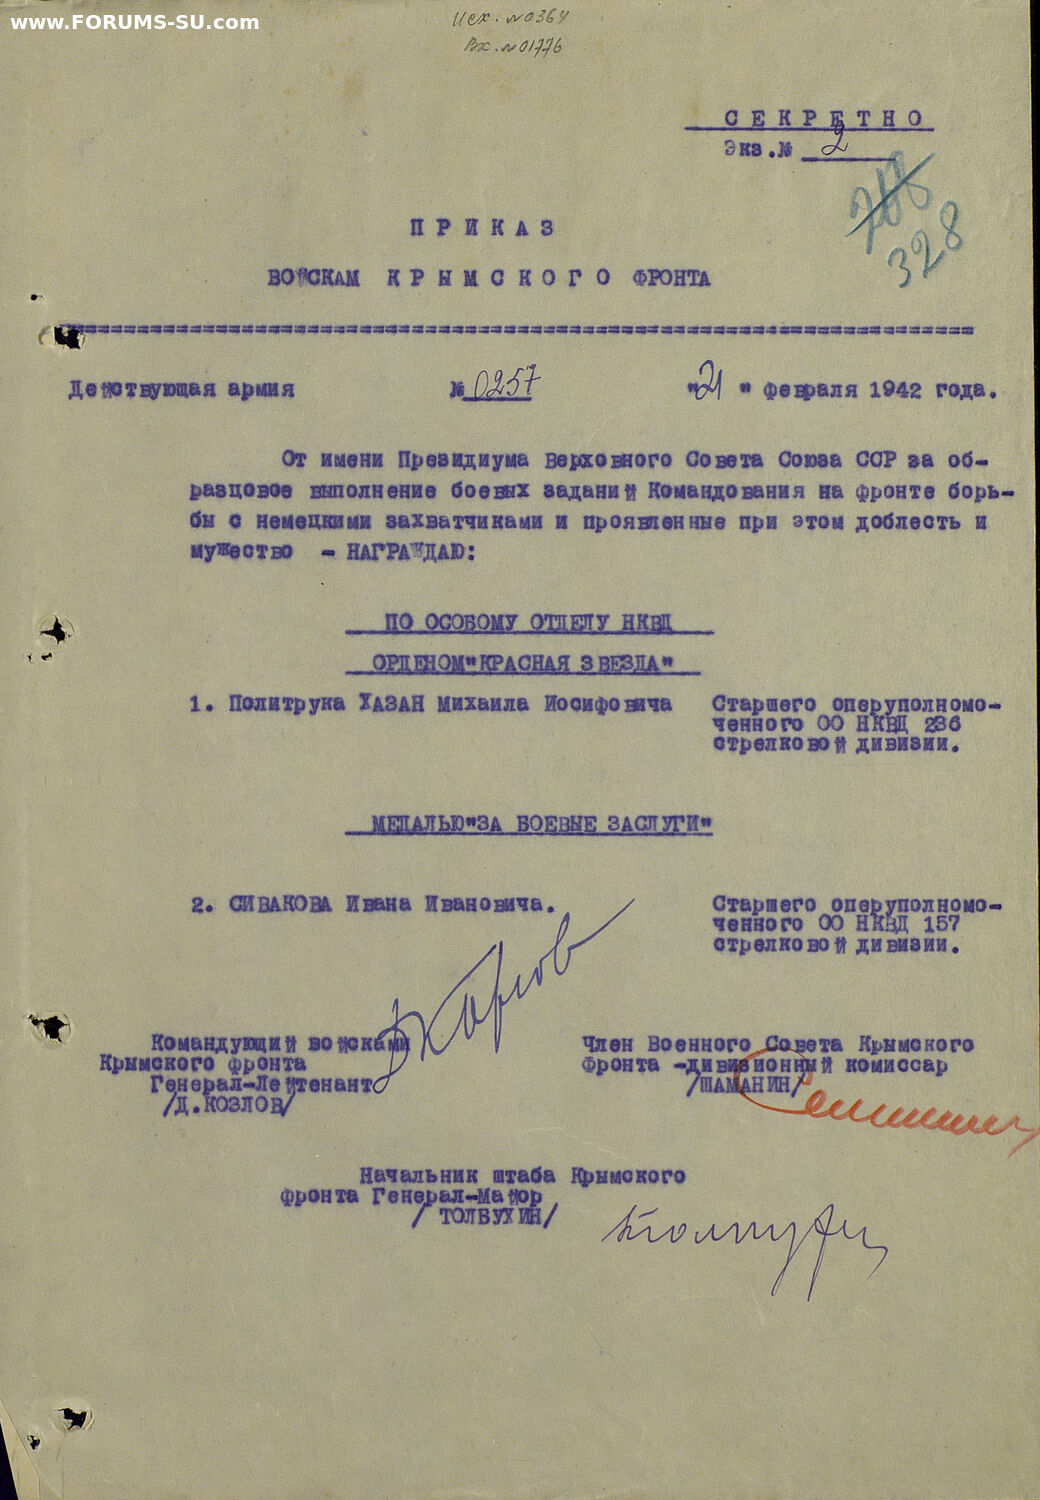 www.FORUMS-SU.com
Исх. №0364
Вх. №01776
С Е К Р Е Т Н О
Экз.№ 2
328
П Р И К А З
ВОЙСКАМ К Р Ы М С К О Г О ФРОНТА
Действующая армия № 0257 "21" февраля 1942 года.
От имени Президиума Верховного Совета Союза ССР за об-
разцовое выполнение боевых заданий Командования на фронте борь-
бы с немецкими захватчиками и проявленные при этом доблесть и
мужество - НАГРАЖДАЮ:
ПО ОСОБОМУ ОТДЕЛУ НКВД
ОРДЕНОМ"КРАСНАЯ ЗВЕЗДА"
1. Политрука ХАЗАН Михаила Иосифовича Старшего оперуполномо-
ченного ОО НКВД 236
стрелковой дивизии.
МЕДАЛЬЮ"ЗА БОЕВЫЕ ЗАСЛУГИ"
2. СИВАКОВА Ивана Ивановича. Старшего оперуполномо-
ченного ОО НКВД 157
стрелковой дивизии.
Командующий войсками
Крымского фронта
Генерал-Лейтенант
/Д.КОЗЛОВ/
Член Военного Совета Крымского
Фронта -дивизионный комиссар
/ШАМАНИН/
Начальник штаба Крымского
фронта Генерал-Майор
/ ТОЛБУХИН/